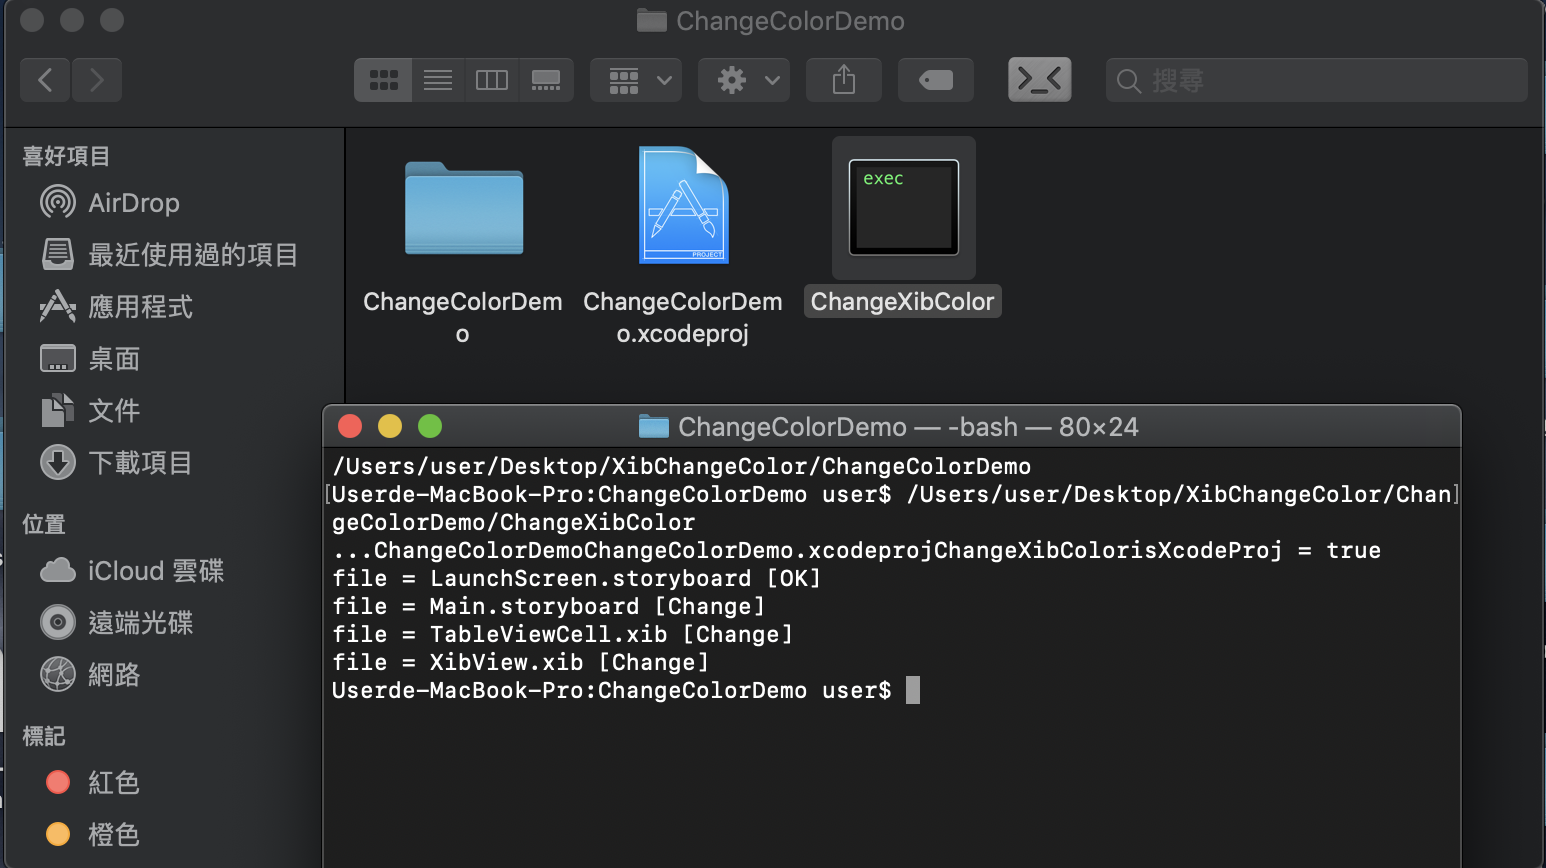 ChangeColorDemo
搜尋
喜好項目
AirDrop
最近使用過的項目
應用程式
桌面
文件
下載項目
位置
iCloud 雲碟
遠端光碟
網路
標記
紅色
橙色
PROJECT
exec
ChangeColorDem
o
ChangeColorDem
o.xcodeproj
ChangeXibColor
ChangeColorDemo — -bash — 80×24
/Users/user/Desktop/XibChangeColor/ChangeColorDemo
[Userde-MacBook-Pro:ChangeColorDemo user$ /Users/user/Desktop/XibChangeColor/Chan]
geColorDemo/ChangeXibColor
...ChangeColorDemoChangeColorDemo.xcodeprojChangeXibColorisXcodeProj = true
file = LaunchScreen.storyboard [OK]
file = Main.storyboard [Change]
file = TableViewCell.xib [Change]
file = XibView.xib [Change]
Userde-MacBook-Pro:ChangeColorDemo user$